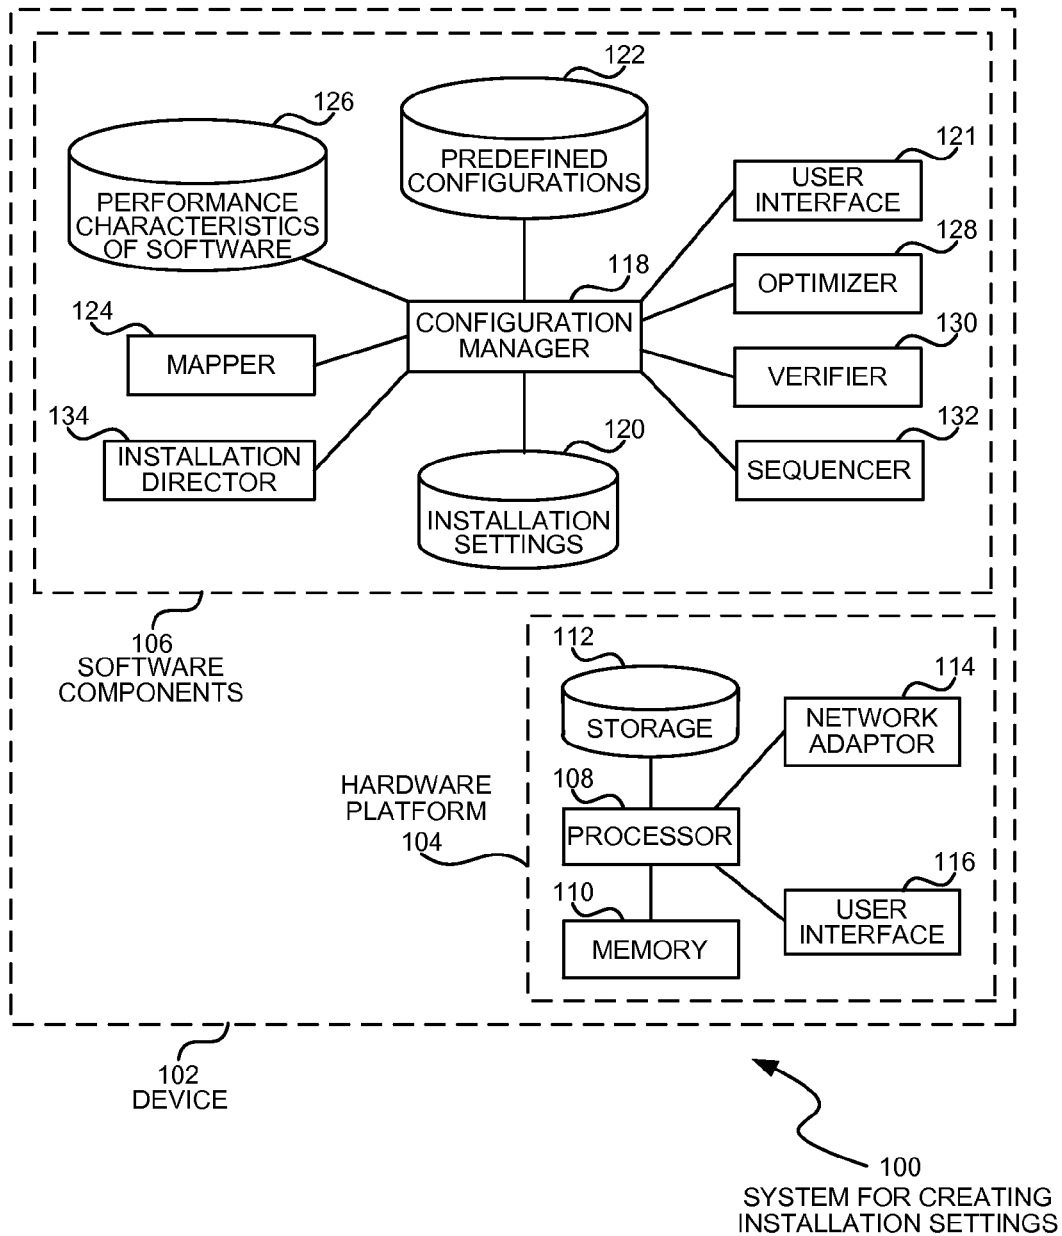 122
126
PREDEFINED
CONFIGURATIONS
121
USER
INTERFACE
PERFORMANCE
CHARACTERISTICS
OF SOFTWARE
128
OPTIMIZER
118
CONFIGURATION
MANAGER
124
MAPPER
130
VERIFIER
134
INSTALLATION
DIRECTOR
120
INSTALLATION
SETTINGS
132
SEQUENCER
106
SOFTWARE
COMPONENTS
112
STORAGE
114
NETWORK
ADAPTOR
HARDWARE
PLATFORM
104
108
PROCESSOR
116
USER
INTERFACE
110
MEMORY
102
DEVICE
100
SYSTEM FOR CREATING
INSTALLATION SETTINGS